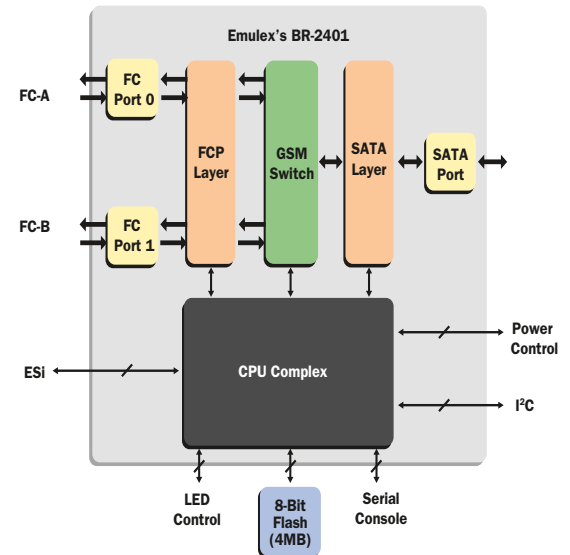 Emulex's BR-2401
FC-A
FC
Port 0
FCP
Layer
GSM
Switch
SATA
Layer
SATA
Port
FC-B
FC
Port 1
CPU Complex
Power
Control
ESi
I²C
LED
Control
8-Bit
Flash
(4MB)
Serial
Console